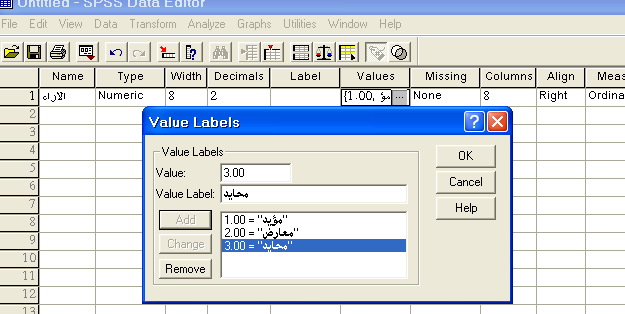 Untitled - SPSS Data Editor
File Edit View Data Transform Analyze Graphs Utilities Window Help
Name Type Width Decimals Label Values Missing Columns Align Meas
1 الاراء Numeric 8 2 {1.00, مؤ ... None 8 Right Ordina
2
Value Labels ? X
3
Value Labels
4
OK
5
Value: 3.00
6
Cancel
Value Label: محايد
7
Help
Add
1.00 = "مؤيد"
8
2.00 = "معارض"
9
Change
3.00 = "محايد"
10
Remove
11
12
13